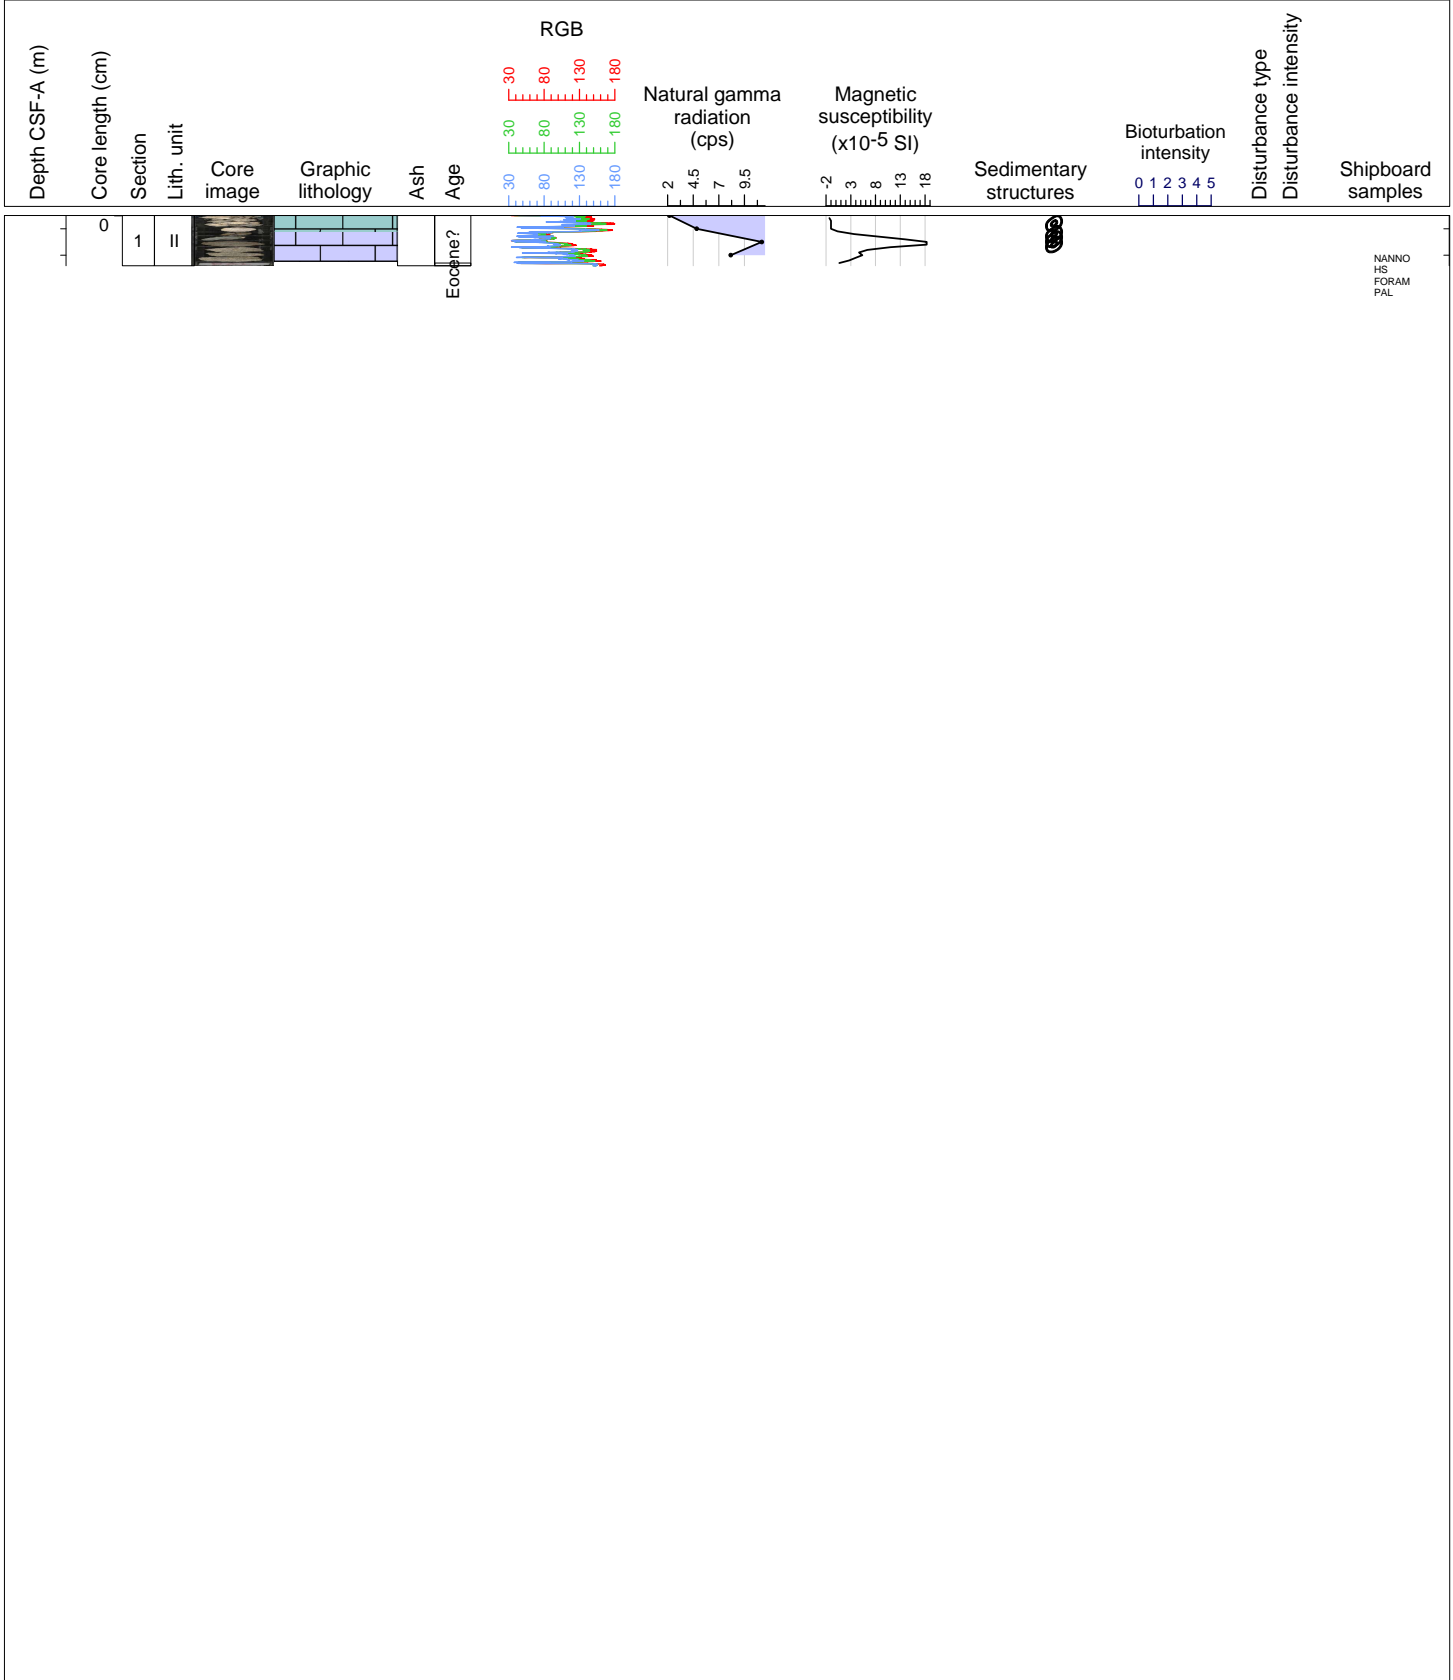 Depth CSF-A (m)
Core length (cm)
Section
Lith. unit
Core
image
Graphic
lithology
Ash
Age
RGB
30 80 130 180
30 80 130 180
30 80 130 180
Natural gamma
radiation
(cps)
2 4.5 7 9.5
Magnetic
susceptibility
(x10-5 SI)
-2 3 8 13 18
Sedimentary
structures
Bioturbation
intensity
0 1 2 3 4 5
Disturbance type
Disturbance intensity
Shipboard
samples
0
1
II
Eocene?
NANNO
HS
FORAM
PAL